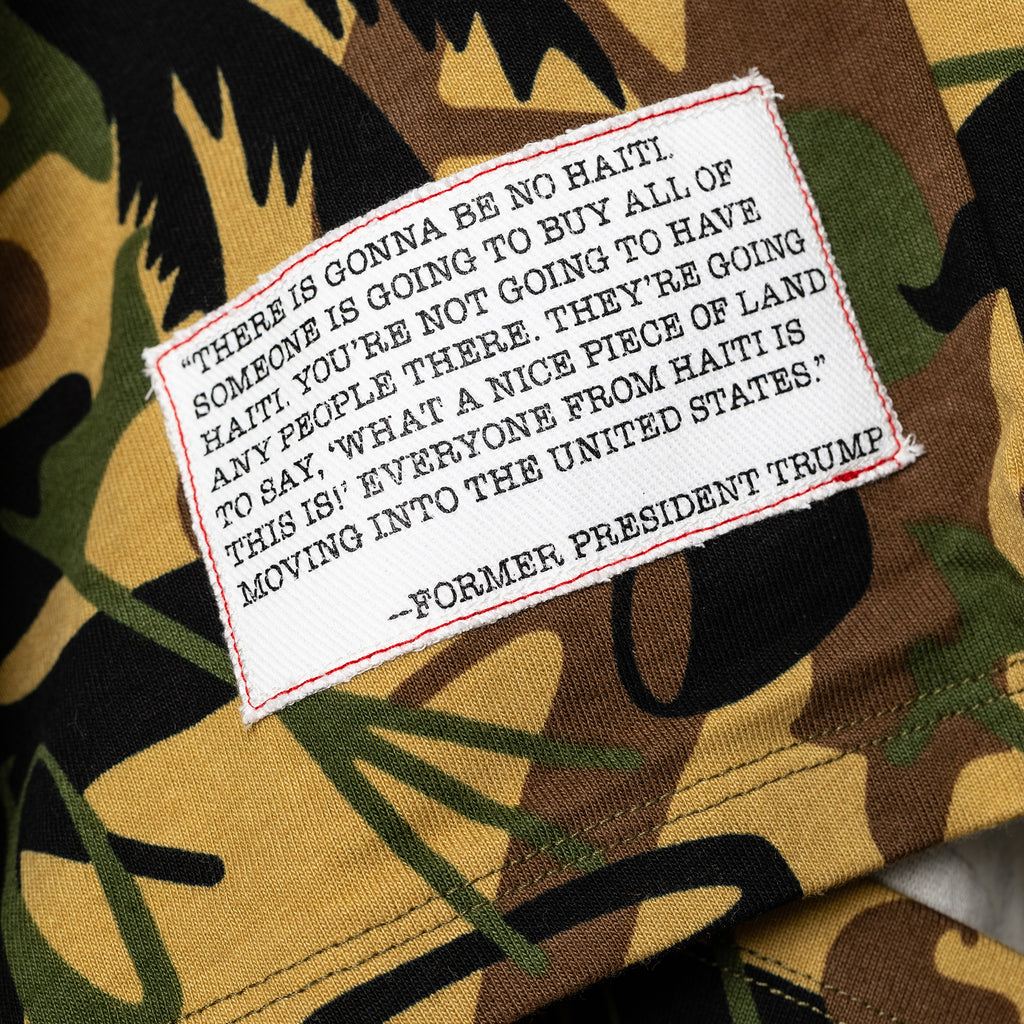 "THERE IS GONNA BE NO HAITI.
SOMEONE IS GOING TO BUY ALL OF
HAITI. YOU'RE NOT GOING TO HAVE
ANY PEOPLE THERE. THEY'RE GOING
TO SAY, 'WHAT A NICE PIECE OF LAND
THIS IS!' EVERYONE FROM HAITI IS
MOVING INTO THE UNITED STATES."
–FORMER PRESIDENT TRUMP